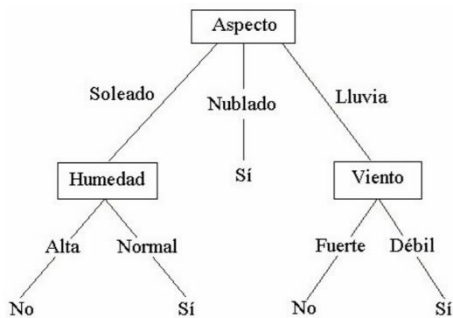 Aspecto
Soleado
Nublado
Lluvia
Humedad
Sí
Viento
Alta
Normal
Fuerte
Débil
No
Sí
No
Sí